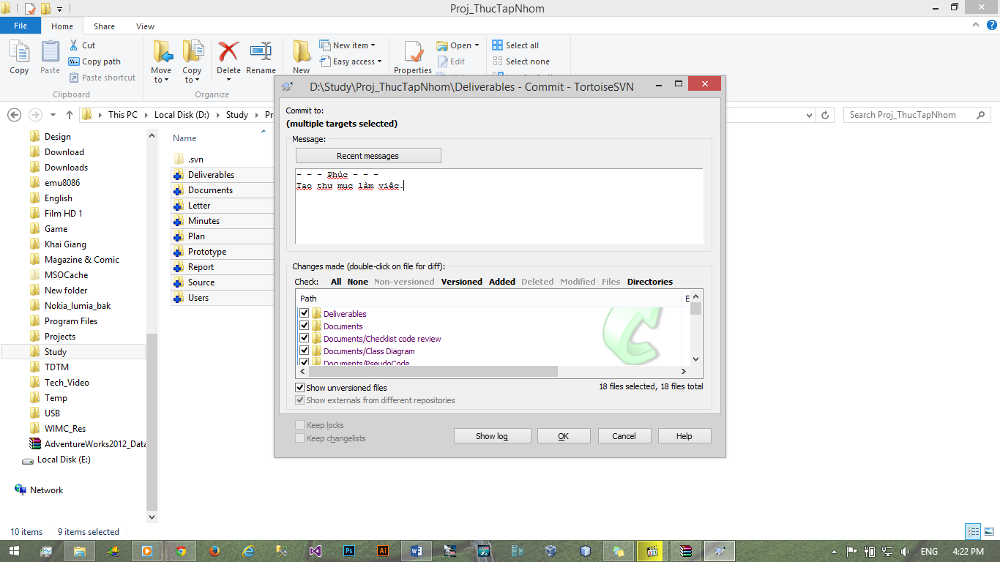 Proj_ThucTapNhom
File Home Share View
Copy
Paste
Cut
Copy path
Paste shortcut
Clipboard
Move to
Copy to
Delete
Rename
Organize
New
New item
Easy access
Properties
Open
Edit
Select all
Select none
This PC Local Disk (D:) Study
Search Proj_ThucTapNhom
Design
Download
Downloads
emu8086
English
Film HD 1
Game
Khai Giang
Magazine & Comic
MSOCache
New folder
Nokia_lumia_bak
Program Files
Projects
Study
TDTM
Tech_Video
Temp
USB
WIMC_Res
AdventureWorks2012_Data
Local Disk (E:)
Network
Name
.svn
Deliverables
Documents
Letter
Minutes
Plan
Prototype
Report
Source
Users
D:\Study\Proj_ThucTapNhom\Deliverables - Commit - TortoiseSVN
Commit to:
(multiple targets selected)
Message:
Recent messages
- - - Phúc - - -
Tạo thư mục làm việc.
Changes made (double-click on file for diff):
Check: All None Non-versioned Versioned Added Deleted Modified Files Directories
Path E
Deliverables
Documents
Documents/Checklist code review
Documents/Class Diagram
Documents/PseudoCode
Show unversioned files
18 files selected, 18 files total
Show externals from different repositories
Keep locks
Keep changelists
Show log OK Cancel Help
10 items 9 items selected
ENG 4:22 PM